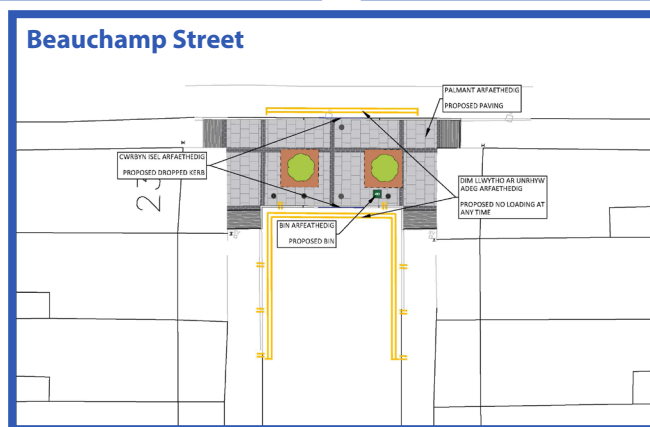 Beauchamp Street
PALMANT ARFAETHEDIG
PROPOSED PAVING
CWRBYN ISEL ARFAETHEDIG
PROPOSED DROPPED KERB
DIM LLWYTHO AR UNRHYW
ADEG ARFAETHEDIG
PROPOSED NO LOADING AT
ANY TIME
BIN ARFEATHEDIG
PROPOSED BIN